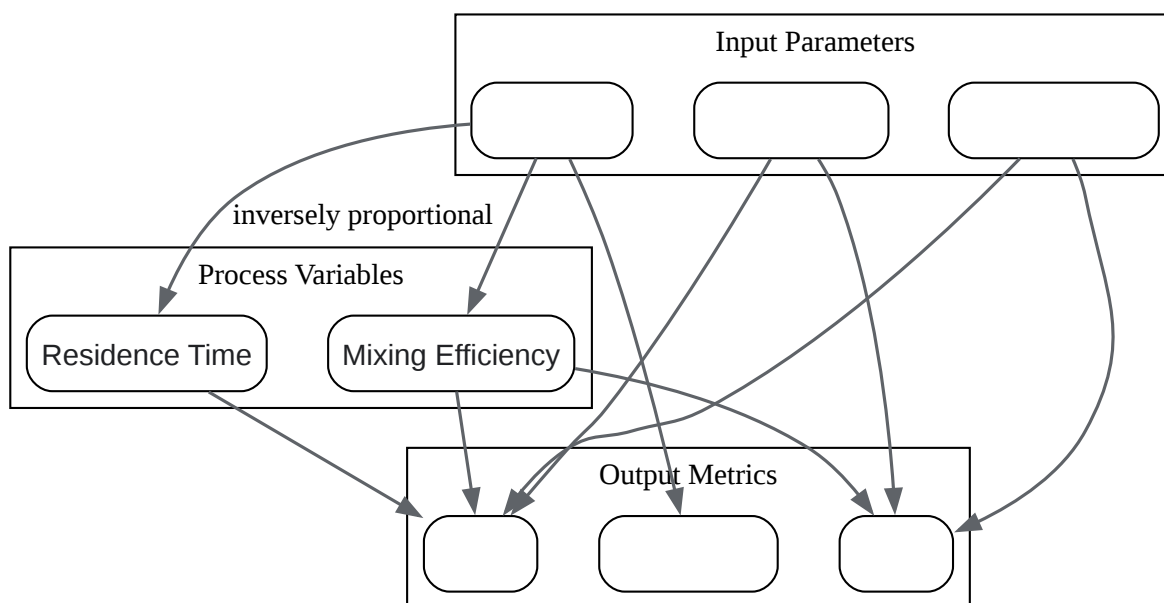 Input Parameters
inversely proportional
Process Variables
Residence Time
Mixing Efficiency
Output Metrics